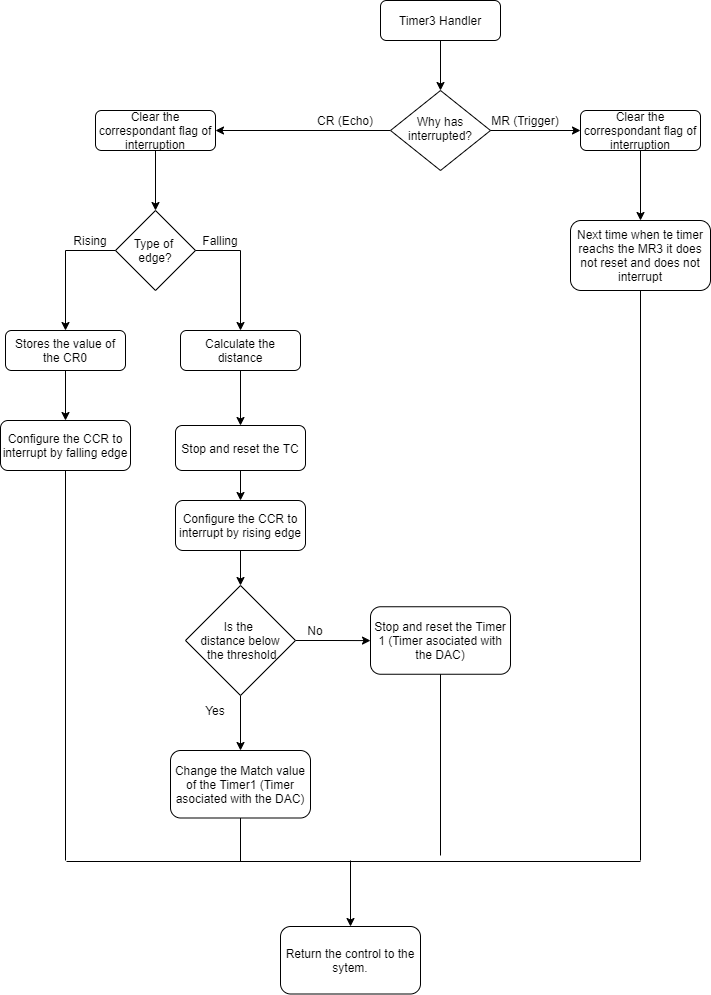 Timer3 Handler
Why has
interrupted?
CR (Echo)
MR (Trigger)
Clear the
correspondant flag of
interruption
Clear the
correspondant flag of
interruption
Type of
edge?
Rising
Falling
Next time when te timer
reachs the MR3 it does
not reset and does not
interrupt
Stores the value of
the CR0
Calculate the
distance
Configure the CCR to
interrupt by falling edge
Stop and reset the TC
Configure the CCR to
interrupt by rising edge
Is the
distance below
the threshold
No
Stop and reset the Timer
1 (Timer asociated with
the DAC)
Yes
Change the Match value
of the Timer1 (Timer
asociated with the DAC)
Return the control to the
sytem.